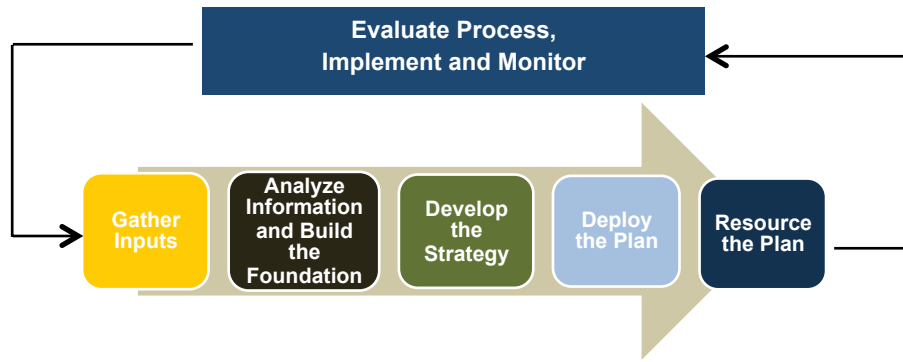 Evaluate Process,
Implement and Monitor
Gather
Inputs
Analyze
Information
and Build
the
Foundation
Develop
the
Strategy
Deploy
the Plan
Resource
the Plan